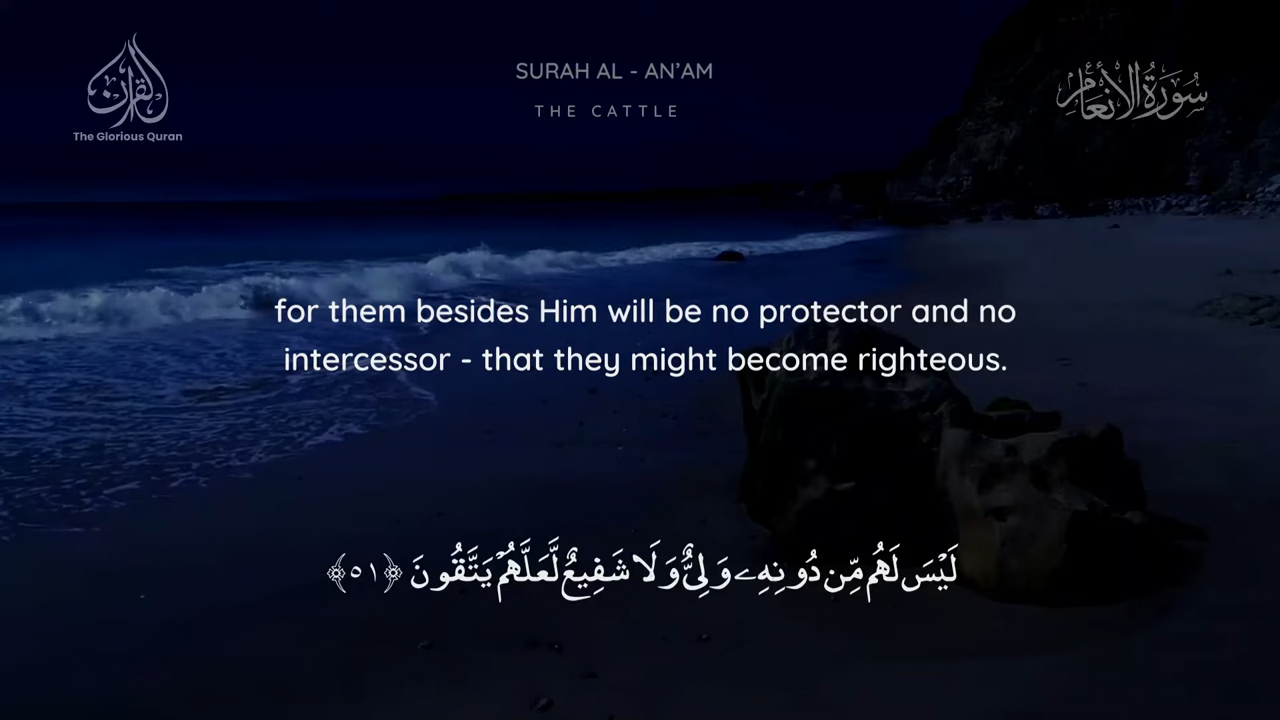 القرآن
The Glorious Quran
SURAH AL - AN’AM
THE CATTLE
سُورَةُ الأَنْعَامِ
for them besides Him will be no protector and no
intercessor - that they might become righteous.
لَيْسَ لَهُم مِّن دُونِهِۦ وَلِىٌّ وَلَا شَفِيعٌ لَّعَلَّهُمْ يَتَّقُونَ ﴿٥١﴾